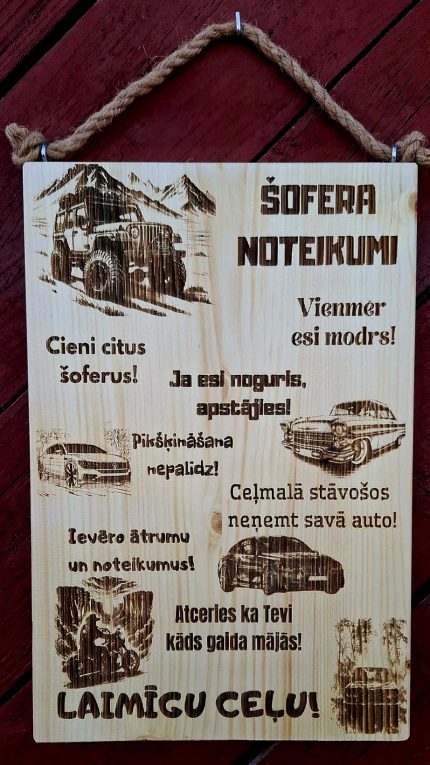 ŠOFERA
NOTEIKUMI
Vienmēr
esi modrs!
Cieni citus
šoferus!
Ja esi noguris,
apstājies!
Pikšķināšana
nepalīdz!
Ceļmalā stāvošos
neņemt savā auto!
Ievēro ātrumu
un noteikumus!
Atceries ka Tevi
kāds gaida mājās!
LAIMĪGU CEĻU!